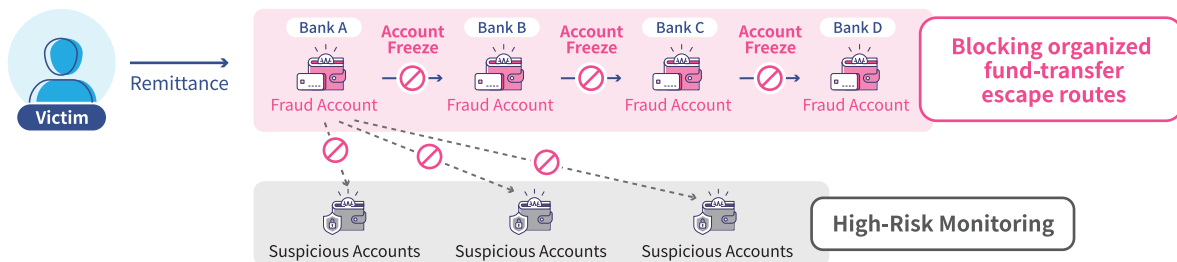 Bank A
Bank B
Bank C
Bank D
Account
Freeze
Account
Freeze
Account
Freeze
Fraud Account
Fraud Account
Fraud Account
Fraud Account
Remittance
Victim
Blocking organized
fund-transfer
escape routes
Suspicious Accounts
Suspicious Accounts
Suspicious Accounts
High-Risk Monitoring